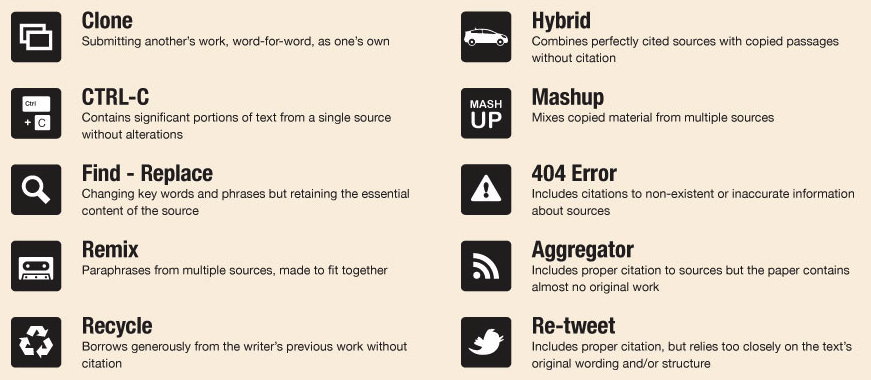 Clone
Submitting another's work, word-for-word, as one's own
Ctrl
+ C
CTRL-C
Contains significant portions of text from a single source
without alterations
Find - Replace
Changing key words and phrases but retaining the essential
content of the source
Remix
Paraphrases from multiple sources, made to fit together
Recycle
Borrows generously from the writer's previous work without
citation
Hybrid
Combines perfectly cited sources with copied passages
without citation
MASH
UP
Mashup
Mixes copied material from multiple sources
404 Error
Includes citations to non-existent or inaccurate information
about sources
Aggregator
Includes proper citation to sources but the paper contains
almost no original work
Re-tweet
Includes proper citation, but relies too closely on the text's
original wording and/or structure